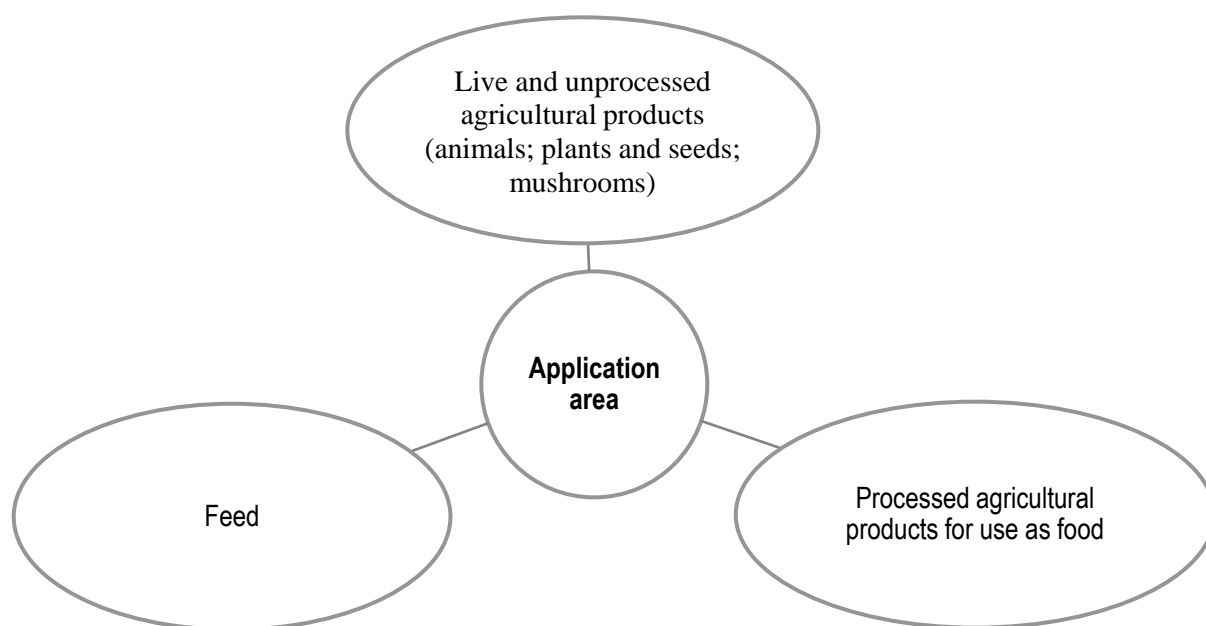 Live and unprocessed
agricultural products
(animals; plants and seeds;
mushrooms)
Application
area
Feed
Processed agricultural
products for use as food